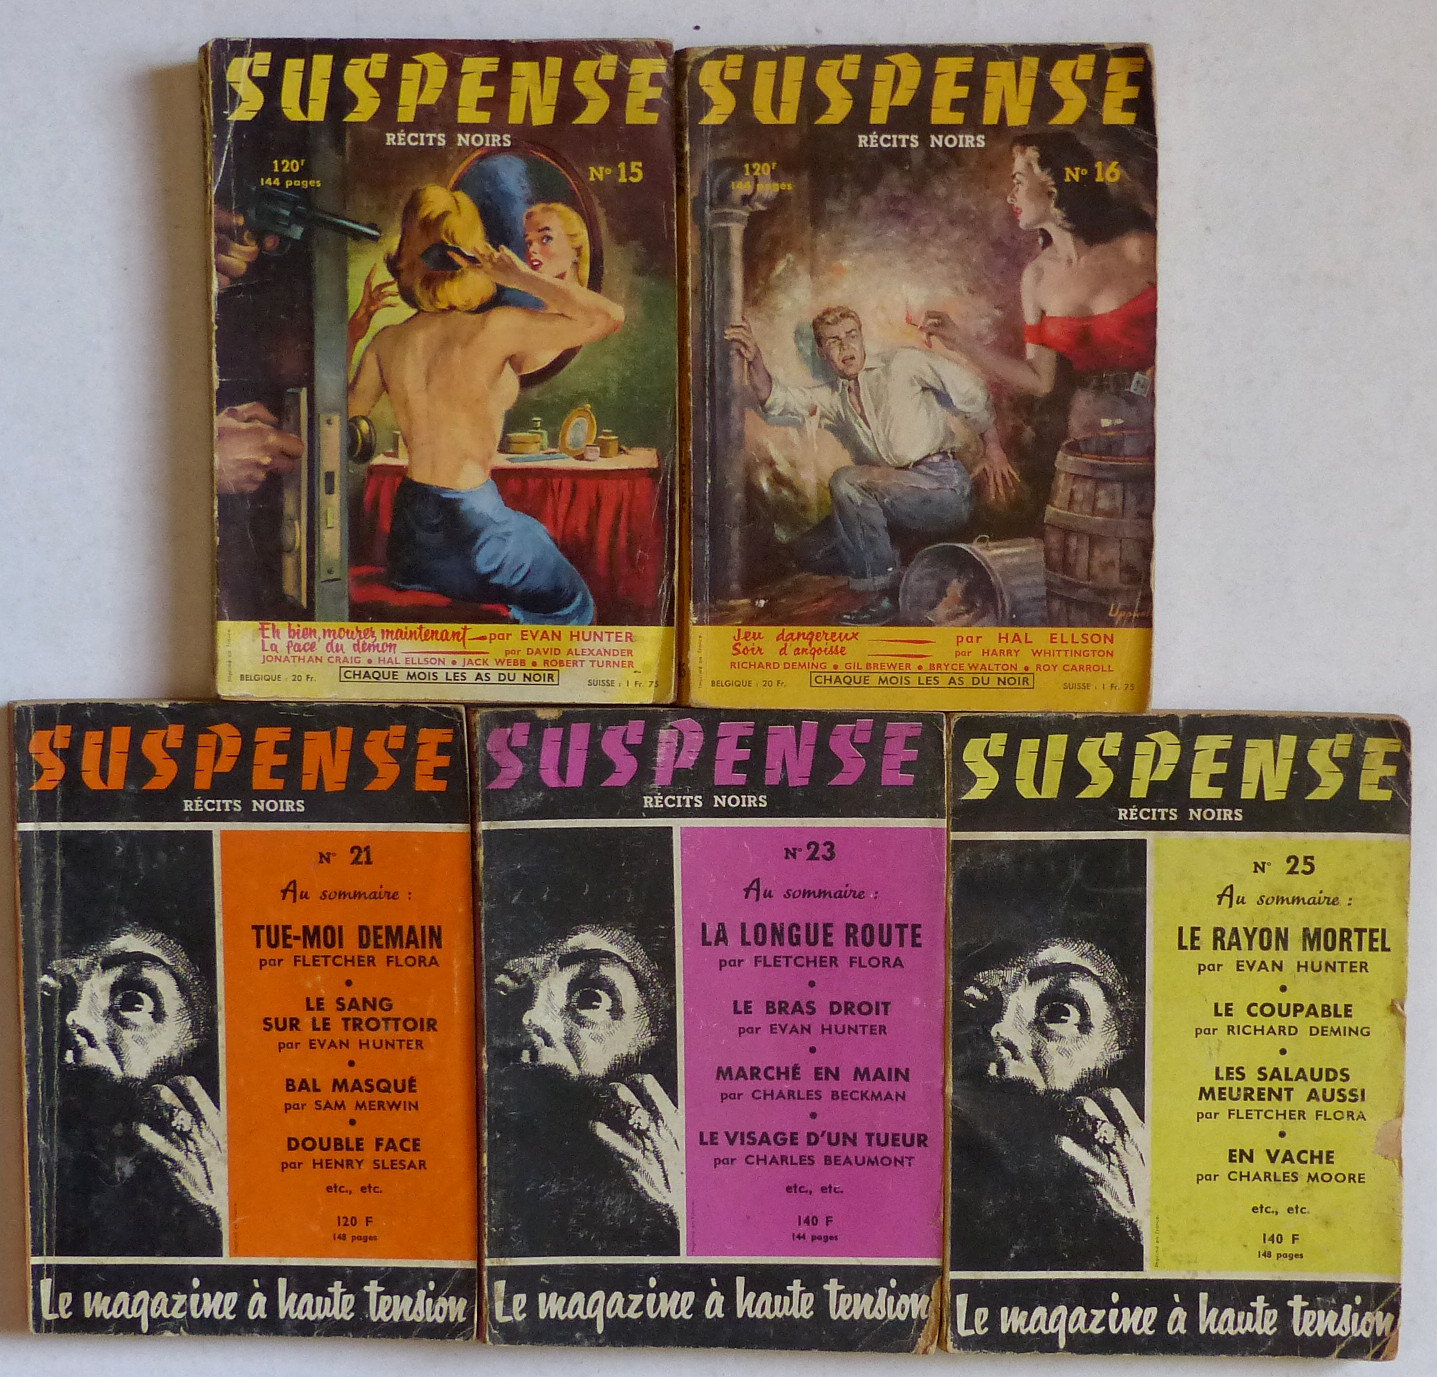 SUSPENSE
RÉCITS NOIRS
120F
144 pages
N° 15
Eh bien, mourez maintenant par EVAN HUNTER
La face du démon par DAVID ALEXANDER
JONATHAN CRAIG • HAL ELLSON • JACK WEBB • ROBERT TURNER
BELGIQUE : 20 Fr.
CHAQUE MOIS LES AS DU NOIR
SUISSE : 1 Fr. 75
SUSPENSE
RÉCITS NOIRS
120F
144 pages
N° 16
Jeu dangereux par HAL ELLSON
Soir d'angoisse par HARRY WHITTINGTON
RICHARD DEMING • GIL BREWER • BRYCE WALTON • ROY CARROLL
BELGIQUE : 20 Fr.
CHAQUE MOIS LES AS DU NOIR
SUISSE : 1 Fr. 75
SUSPENSE
RÉCITS NOIRS
N° 21
Au sommaire :
TUE-MOI DEMAIN
par FLETCHER FLORA
•
LE SANG
SUR LE TROTTOIR
par EVAN HUNTER
•
BAL MASQUÉ
par SAM MERWIN
•
DOUBLE FACE
par HENRY SLESAR
etc., etc.
120 F
148 pages
Le magazine à haute tension
SUSPENSE
RÉCITS NOIRS
N° 23
Au sommaire :
LA LONGUE ROUTE
par FLETCHER FLORA
•
LE BRAS DROIT
par EVAN HUNTER
•
MARCHÉ EN MAIN
par CHARLES BECKMAN
•
LE VISAGE D'UN TUEUR
par CHARLES BEAUMONT
etc., etc.
140 F
144 pages
Le magazine à haute tension
SUSPENSE
RÉCITS NOIRS
N° 25
Au sommaire :
LE RAYON MORTEL
par EVAN HUNTER
•
LE COUPABLE
par RICHARD DEMING
•
LES SALAUDS
MEURENT AUSSI
par FLETCHER FLORA
•
EN VACHE
par CHARLES MOORE
etc., etc.
140 F
148 pages
Le magazine à haute tension